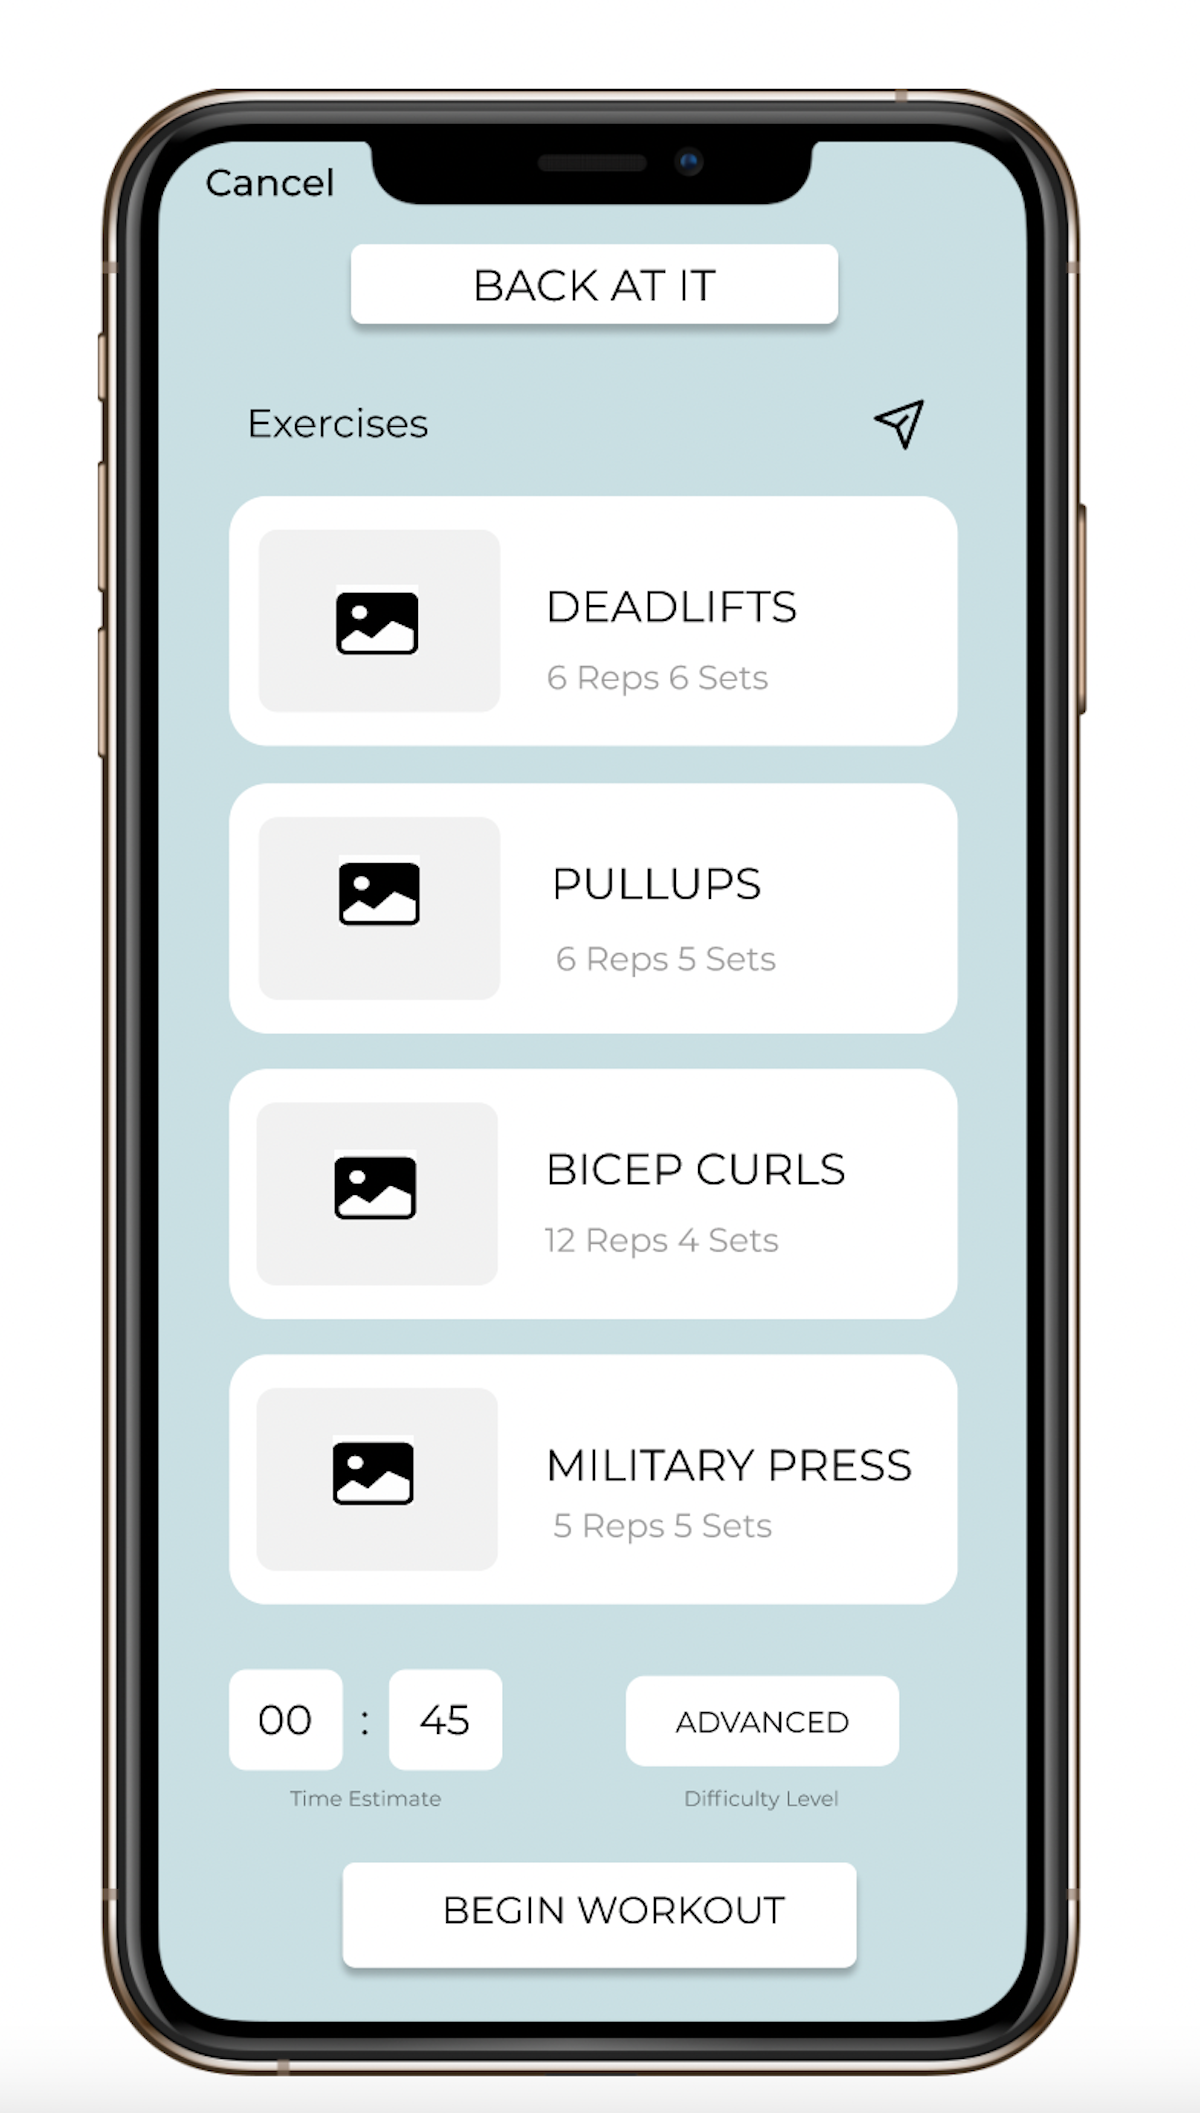 Cancel
BACK AT IT
Exercises
DEADLIFTS
6 Reps 6 Sets
PULLUPS
6 Reps 5 Sets
BICEP CURLS
12 Reps 4 Sets
MILITARY PRESS
5 Reps 5 Sets
00 : 45
ADVANCED
Time Estimate
Difficulty Level
BEGIN WORKOUT